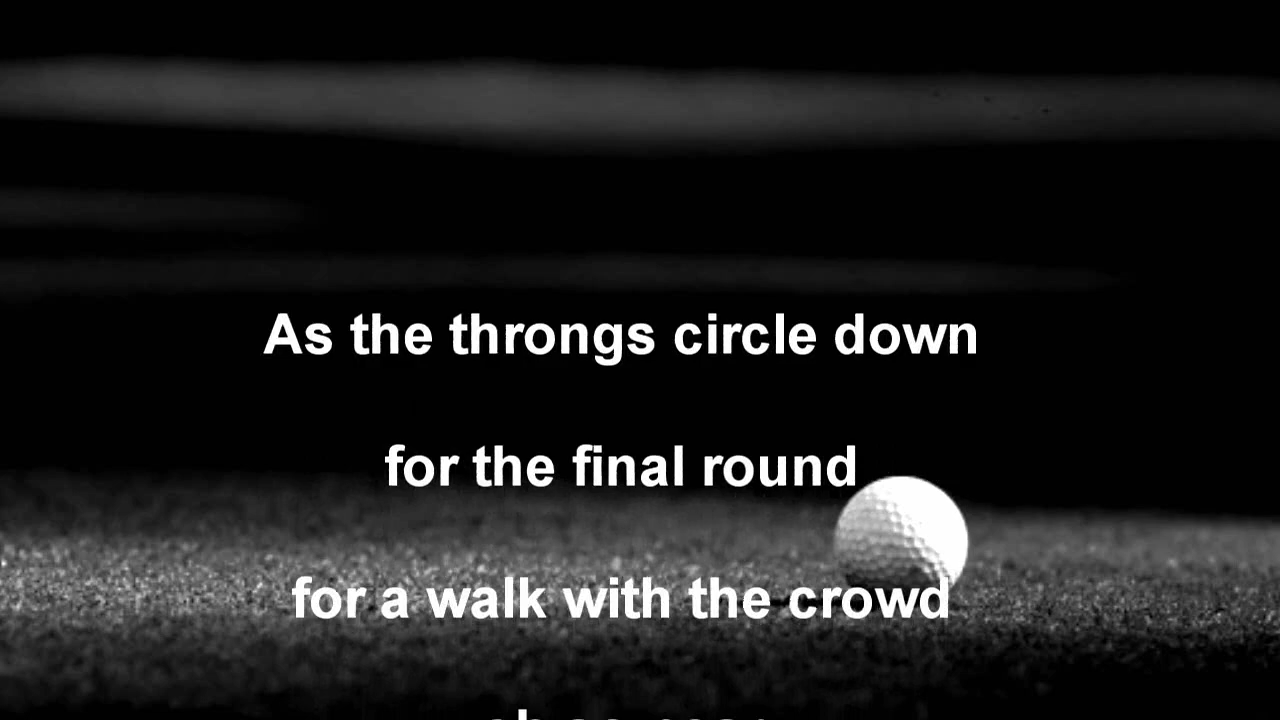 As the throngs circle down
for the final round
for a walk with the crowd